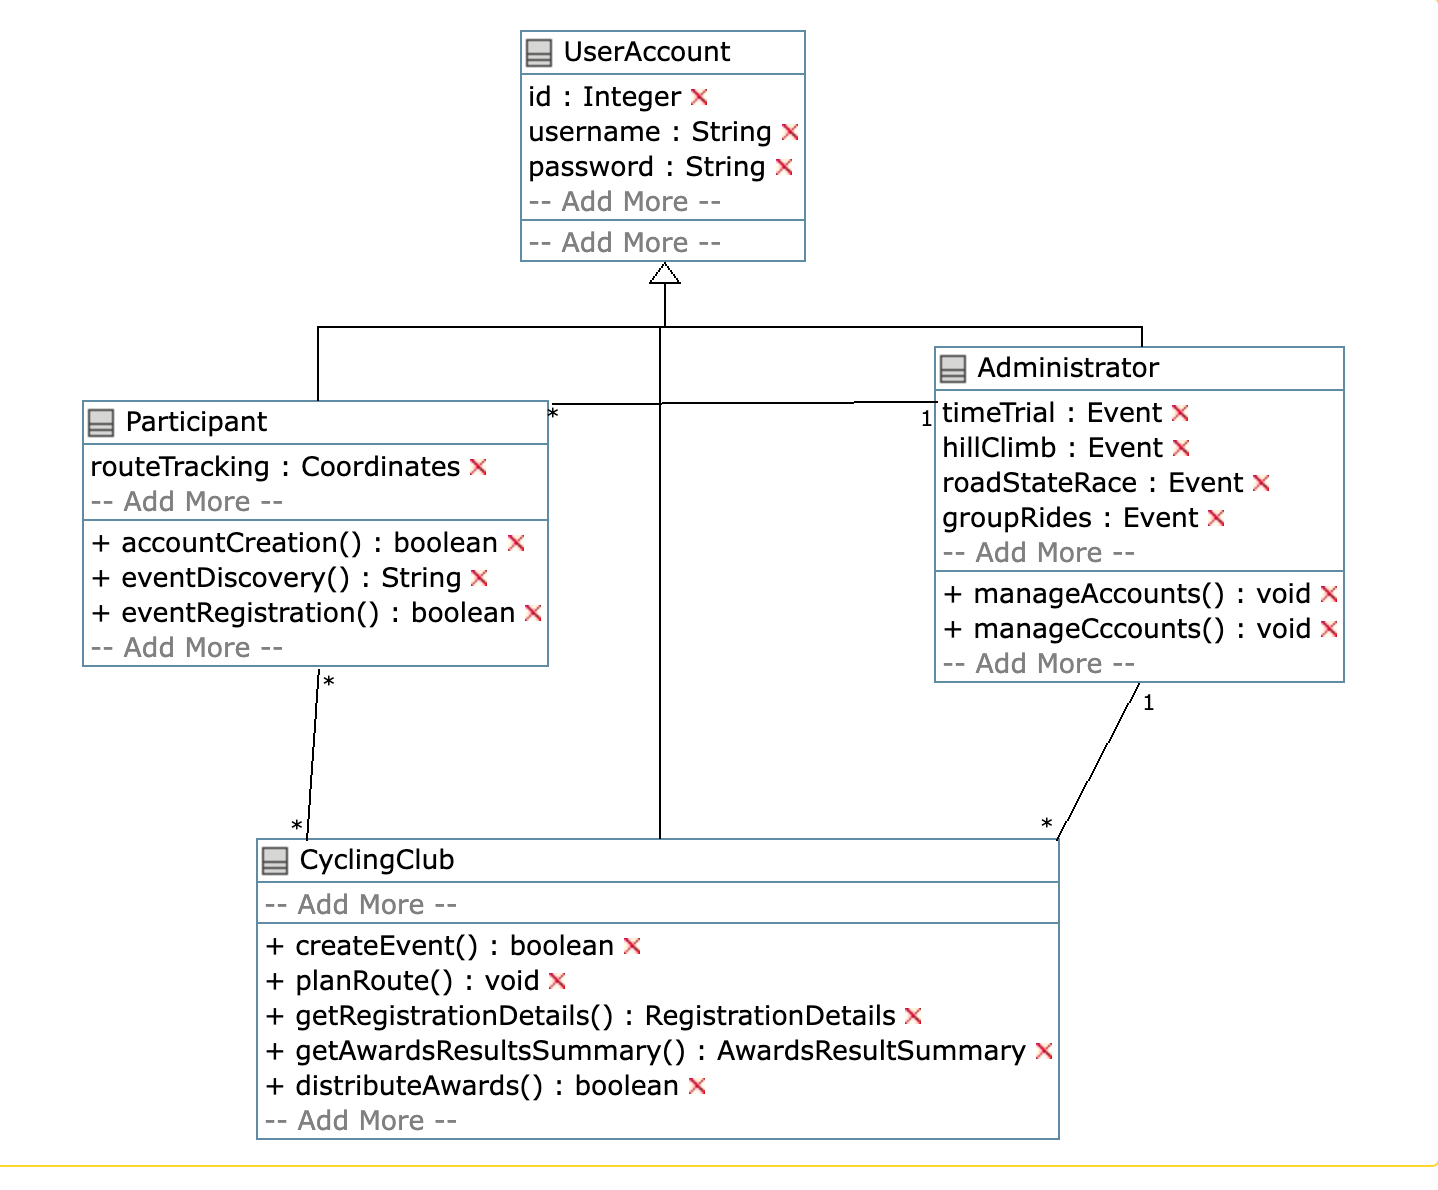 UserAccount
id : Integer
username : String
password : String
-- Add More --
-- Add More --
Participant
routeTracking : Coordinates
-- Add More --
+ accountCreation() : boolean
+ eventDiscovery() : String
+ eventRegistration() : boolean
-- Add More --
*
1
Administrator
timeTrial : Event
hillClimb : Event
roadStateRace : Event
groupRides : Event
-- Add More --
+ manageAccounts() : void
+ manageCccounts() : void
-- Add More --
*
1
*
*
CyclingClub
-- Add More --
+ createEvent() : boolean
+ planRoute() : void
+ getRegistrationDetails() : RegistrationDetails
+ getAwardsResultsSummary() : AwardsResultSummary
+ distributeAwards() : boolean
-- Add More --